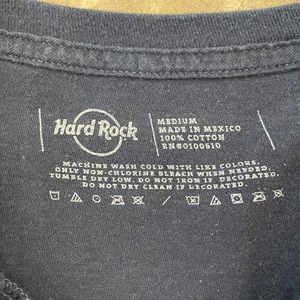 Hard Rock
MEDIUM
MADE IN MEXICO
100% COTTON
RN#0100610
MACHINE WASH COLD WITH LIKE COLORS.
ONLY NON-CHLORINE BLEACH WHEN NEEDED.
TUMBLE DRY LOW. DO NOT IRON IF DECORATED.
DO NOT DRY CLEAN IF DECORATED.